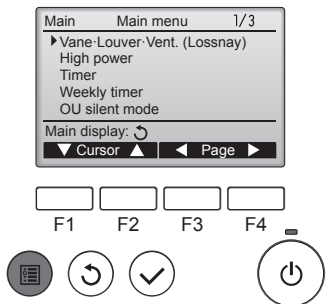 Main Main menu 1/3
Vane·Louver·Vent. (Lossnay)
High power
Timer
Weekly timer
OU silent mode
Main display:
Cursor Page
F1 F2 F3 F4